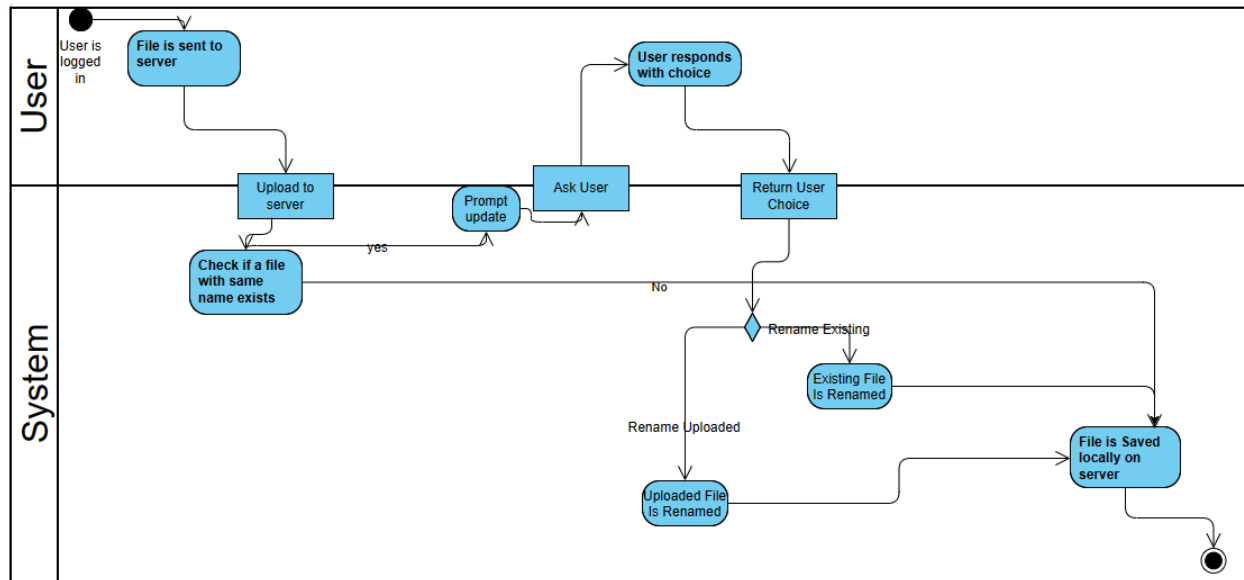 User
User is
logged
in
File is sent to
server
User responds
with choice
Upload to
server
Ask User
Return User
Choice
System
Prompt
update
yes
Check if a file
with same
name exists
No
Rename Existing
Existing File
Is Renamed
Rename Uploaded
File is Saved
locally on
server
Uploaded File
Is Renamed